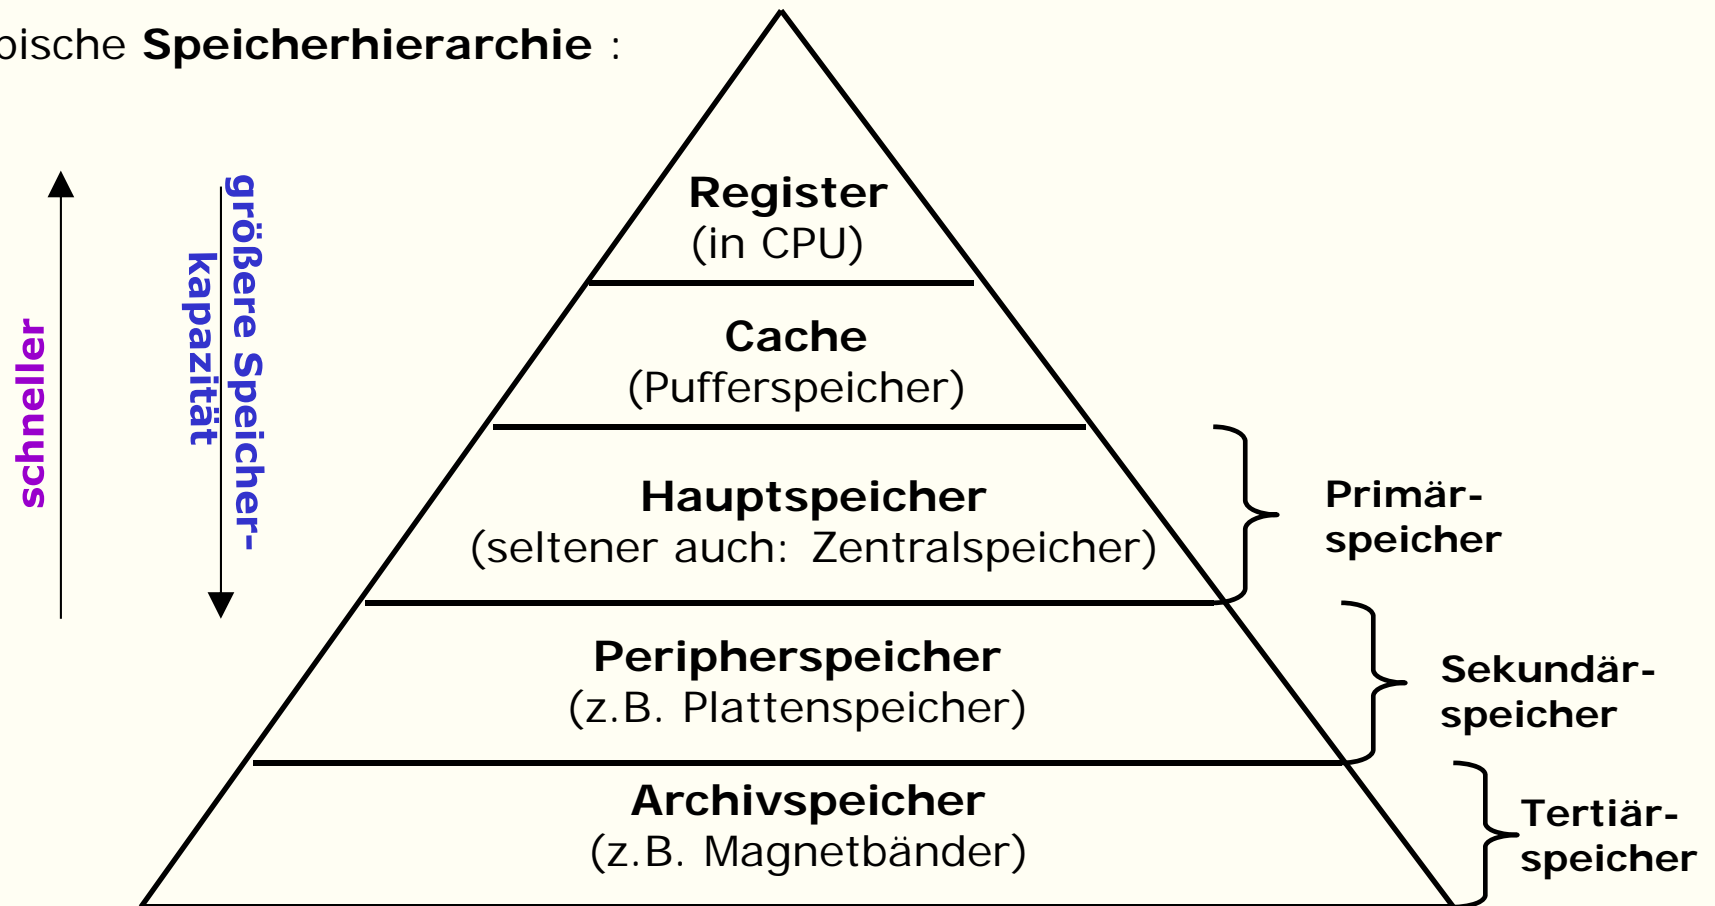 pische Speicherhierarchie :
schneller
größere Speicher-
kapazität
Register
(in CPU)
Cache
(Pufferspeicher)
Hauptspeicher
(seltener auch: Zentralspeicher)
Primär-
speicher
Peripherspeicher
(z.B. Plattenspeicher)
Sekundär-
speicher
Archivspeicher
(z.B. Magnetbänder)
Tertiär-
speicher